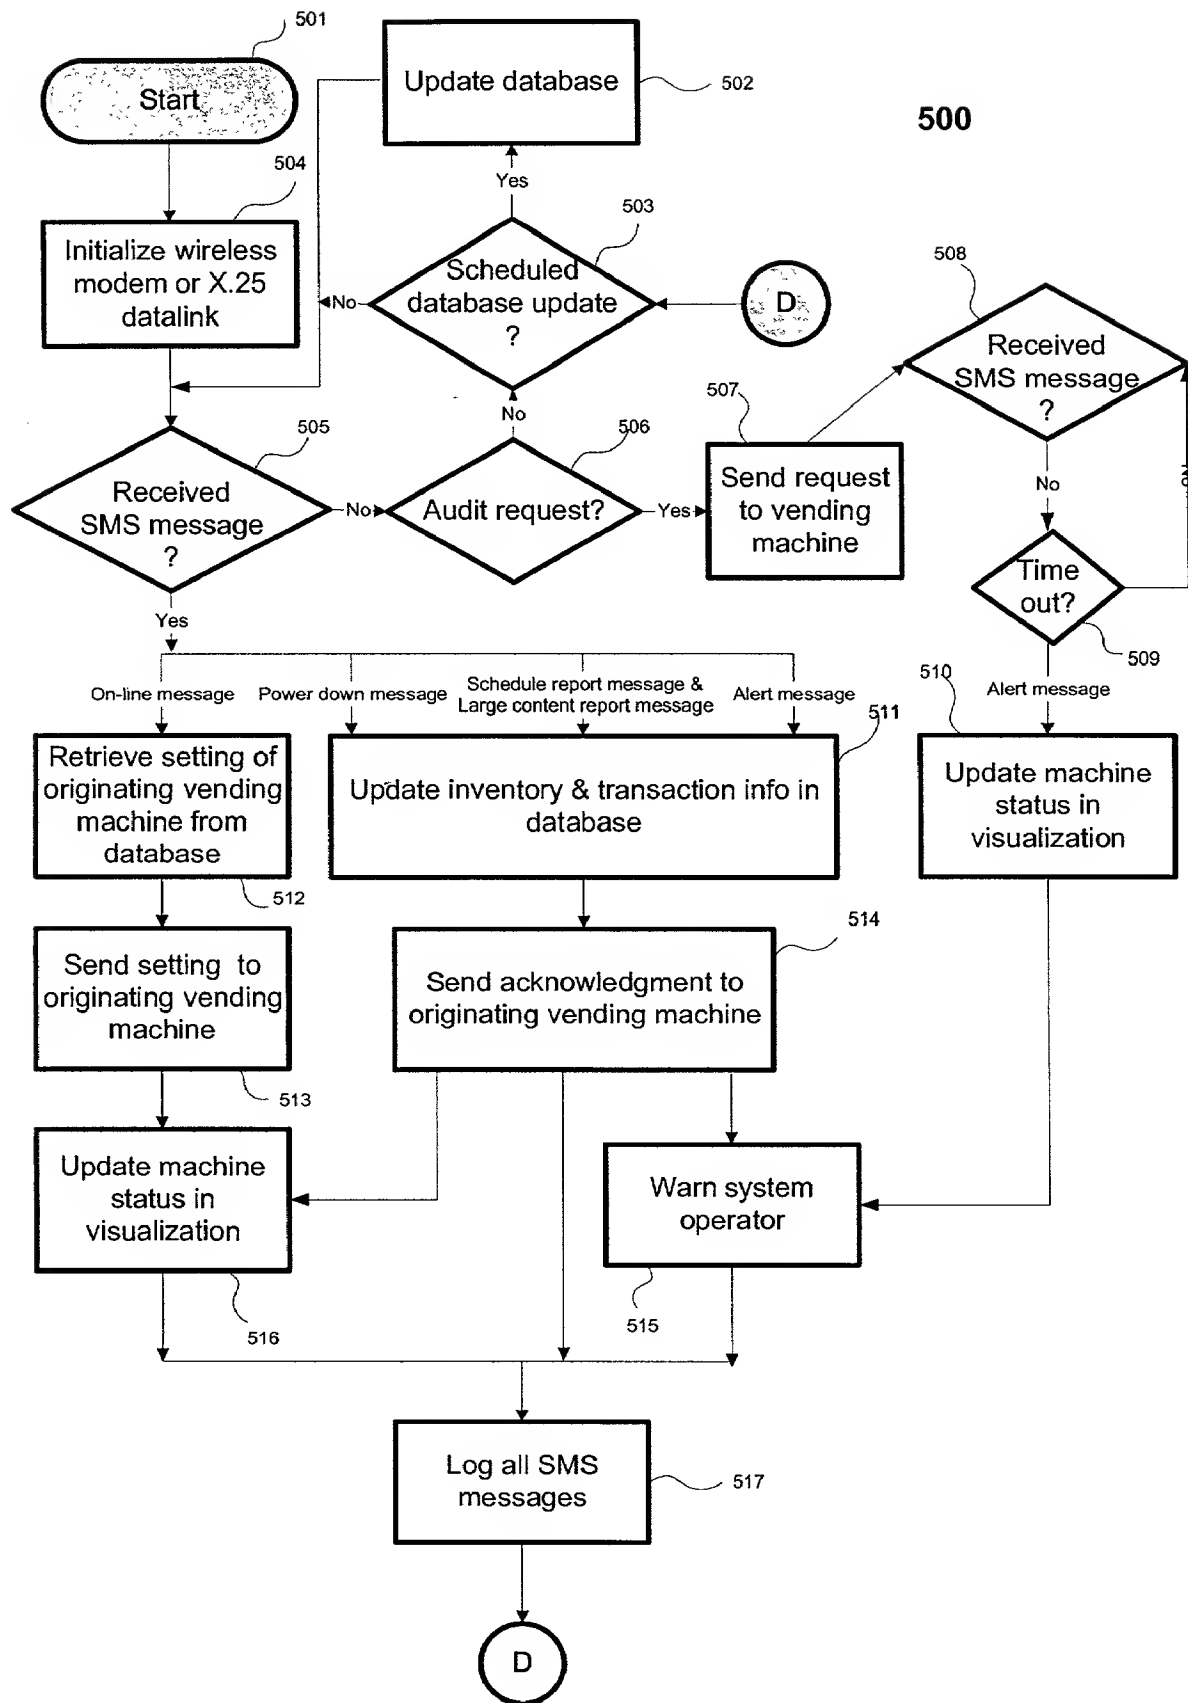 501
Start
Update database
502
500
504
Yes
503
Initialize wireless
modem or X.25
datalink
No
Scheduled
database update
?
D
508
Received
SMS message
?
505
No
506
507
Received
SMS message
?
No
Audit request?
Yes
Send request
to vending
machine
No
No
Time
out?
509
Yes
On-line message
Power down message
Schedule report message &
Large content report message
Alert message
510
Alert message
511
Retrieve setting of
originating vending
machine from
database
512
Update inventory & transaction info in
database
Update machine
status in
visualization
514
Send setting to
originating vending
machine
513
Send acknowledgment to
originating vending machine
Update machine
status in
visualization
516
Warn system
operator
515
Log all SMS
messages
517
D